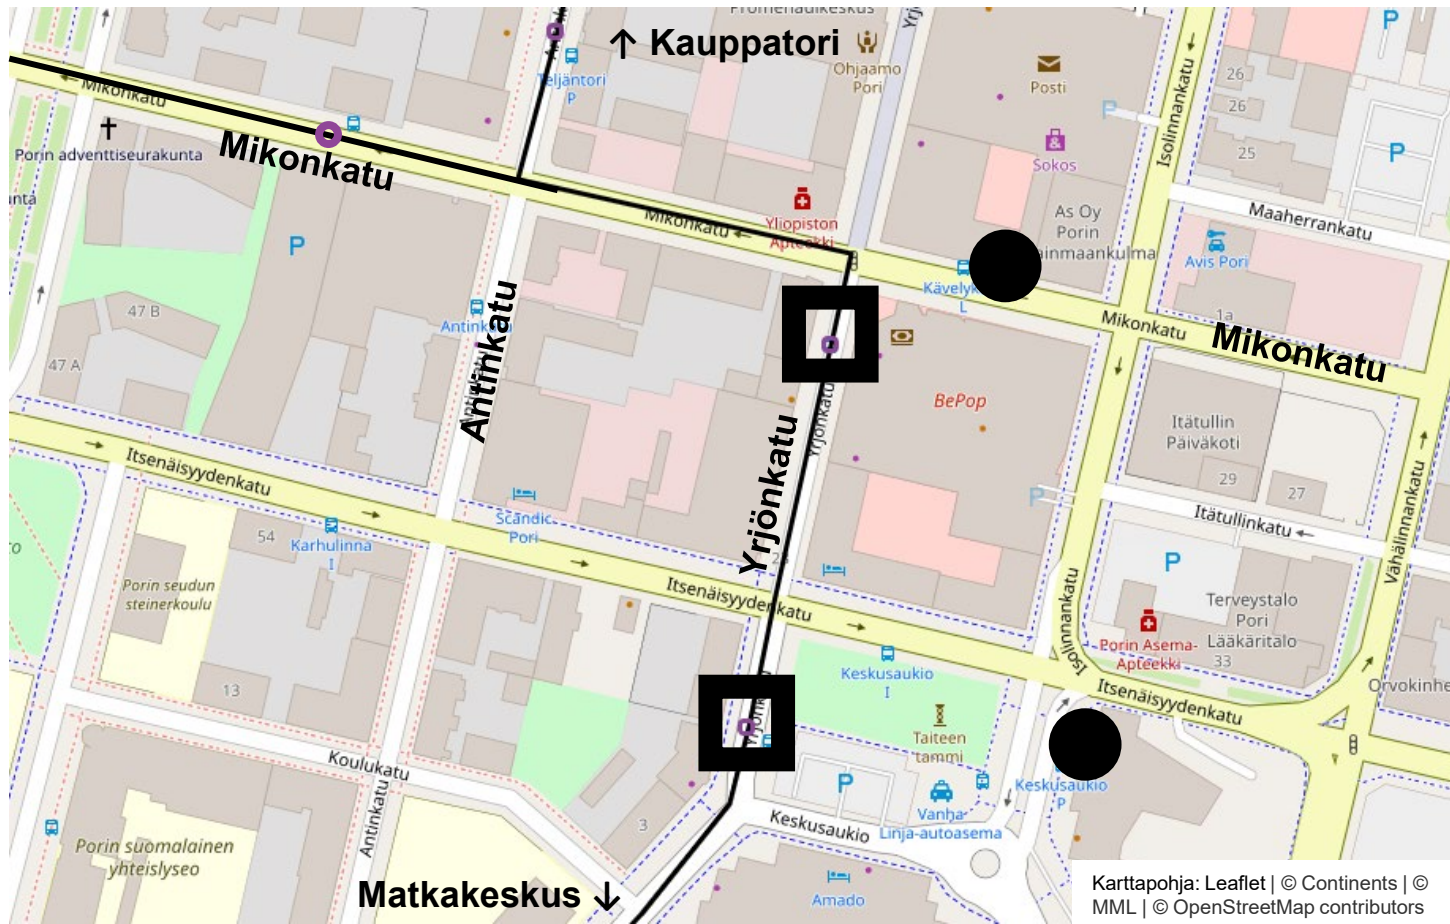 Promenadikeskus
↑ Kauppatori
Ohjaamo
Pori
Posti
Teljäntori
P
P
P
26
26
25
P
P
Isolinnankatu
Mikonkatu
Porin adventtiseurakunta
Mikonkatu
Sokos
Maaherrankatu
Yliopiston
Apteekki
Mikonkatu
As Oy
Porin
ainmaankulma
Avis Pori
P
Kävelyk
L
1a
Mikonkatu
Mikonkatu
47 B
47 A
Antinkatu
Antinkatu
Yrjönkatu
Yrjönkatu
BePop
Itätullin
Päiväkoti
29
27
P
Itätullinkatu
Vähälinnankatu
Itsenäisyydenkatu
Scandic
Pori
54
Karhulinna
I
Porin seudun
steinerkoulu
Itsenäisyydenkatu
P
Terveystalo
Pori
Lääkäritalo
33
Porin Asema-
Apteekki
Isolinnankatu
Itsenäisyydenkatu
Orvokinhe
Keskusaukio
I
Taiteen
tammi
13
Koulukatu
Antinkatu
3
P
Vanha
Linja-autoasema
Keskusaukio
P
Keskusaukio
Porin suomalainen
yhteislyseo
Matkakeskus ↓
Amado
Karttapohja: Leaflet | © Continents | ©
MML | © OpenStreetMap contributors